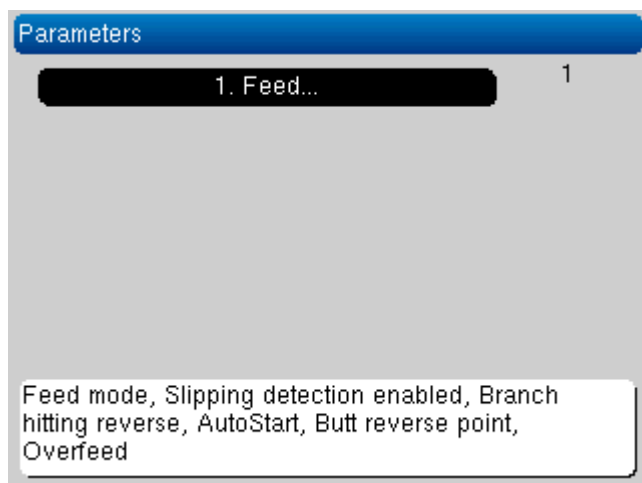 Parameters
1. Feed...
1
Feed mode, Slipping detection enabled, Branch
hitting reverse, AutoStart, Butt reverse point,
Overfeed